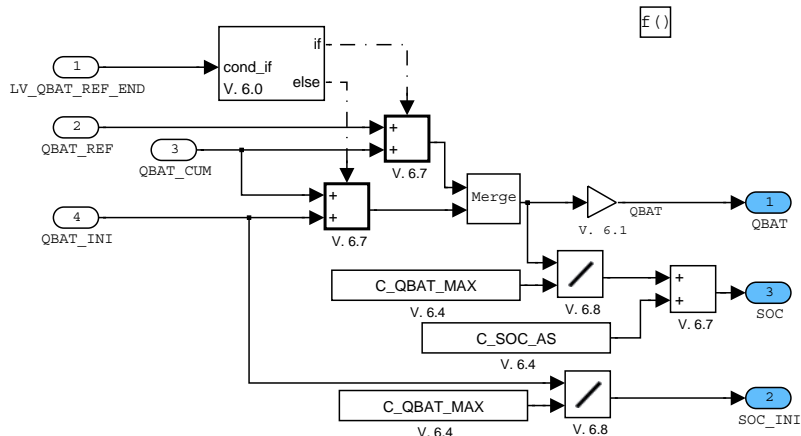 f()
if
1
cond_if
LV_QBAT_REF_END
else
V. 6.0
2
+
QBAT_REF
3
+
QBAT_CUM
V. 6.7
Merge
+
4
+
1
QBAT
QBAT_INI
V. 6.7
V. 6.1
QBAT
C_QBAT_MAX
+
3
V. 6.4
V. 6.8
+
SOC
C_SOC_AS
V. 6.7
V. 6.4
C_QBAT_MAX
2
V. 6.4
V. 6.8
SOC_INI